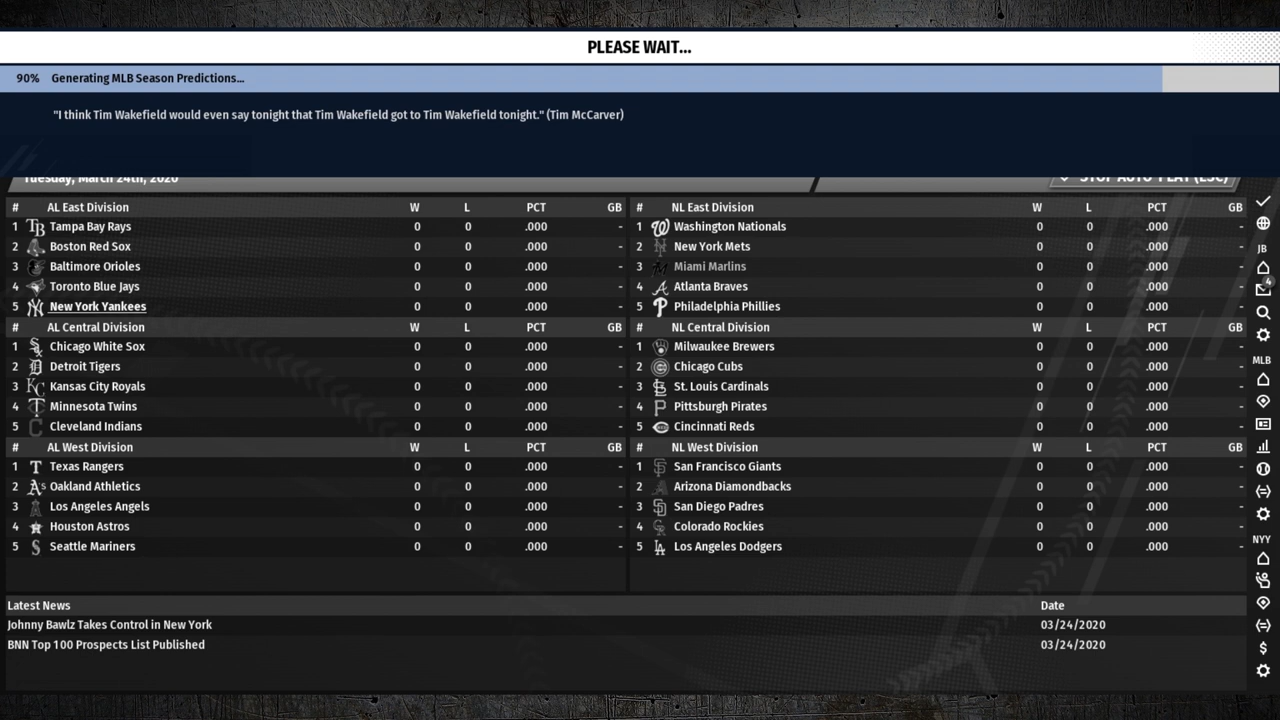 PLEASE WAIT...
90% Generating MLB Season Predictions...
"I think Tim Wakefield would even say tonight that Tim Wakefield got to Tim Wakefield tonight." (Tim McCarver)
Tuesday, March 24th, 2020 STOP AUTO-PLAY (ESC)
# AL East Division W L PCT GB
1 Tampa Bay Rays 0 0 .000 -
2 Boston Red Sox 0 0 .000 -
3 Baltimore Orioles 0 0 .000 -
4 Toronto Blue Jays 0 0 .000 -
5 New York Yankees 0 0 .000 -
# AL Central Division W L PCT GB
1 Chicago White Sox 0 0 .000 -
2 Detroit Tigers 0 0 .000 -
3 Kansas City Royals 0 0 .000 -
4 Minnesota Twins 0 0 .000 -
5 Cleveland Indians 0 0 .000 -
# AL West Division W L PCT GB
1 Texas Rangers 0 0 .000 -
2 Oakland Athletics 0 0 .000 -
3 Los Angeles Angels 0 0 .000 -
4 Houston Astros 0 0 .000 -
5 Seattle Mariners 0 0 .000 -
# NL East Division W L PCT GB
1 Washington Nationals 0 0 .000 -
2 New York Mets 0 0 .000 -
3 Miami Marlins 0 0 .000 -
4 Atlanta Braves 0 0 .000 -
5 Philadelphia Phillies 0 0 .000 -
# NL Central Division W L PCT GB
1 Milwaukee Brewers 0 0 .000 -
2 Chicago Cubs 0 0 .000 -
3 St. Louis Cardinals 0 0 .000 -
4 Pittsburgh Pirates 0 0 .000 -
5 Cincinnati Reds 0 0 .000 -
# NL West Division W L PCT GB
1 San Francisco Giants 0 0 .000 -
2 Arizona Diamondbacks 0 0 .000 -
3 San Diego Padres 0 0 .000 -
4 Colorado Rockies 0 0 .000 -
5 Los Angeles Dodgers 0 0 .000 -
Latest News Date
Johnny Bawlz Takes Control in New York 03/24/2020
BNN Top 100 Prospects List Published 03/24/2020
JB
4
MLB
NYY
$